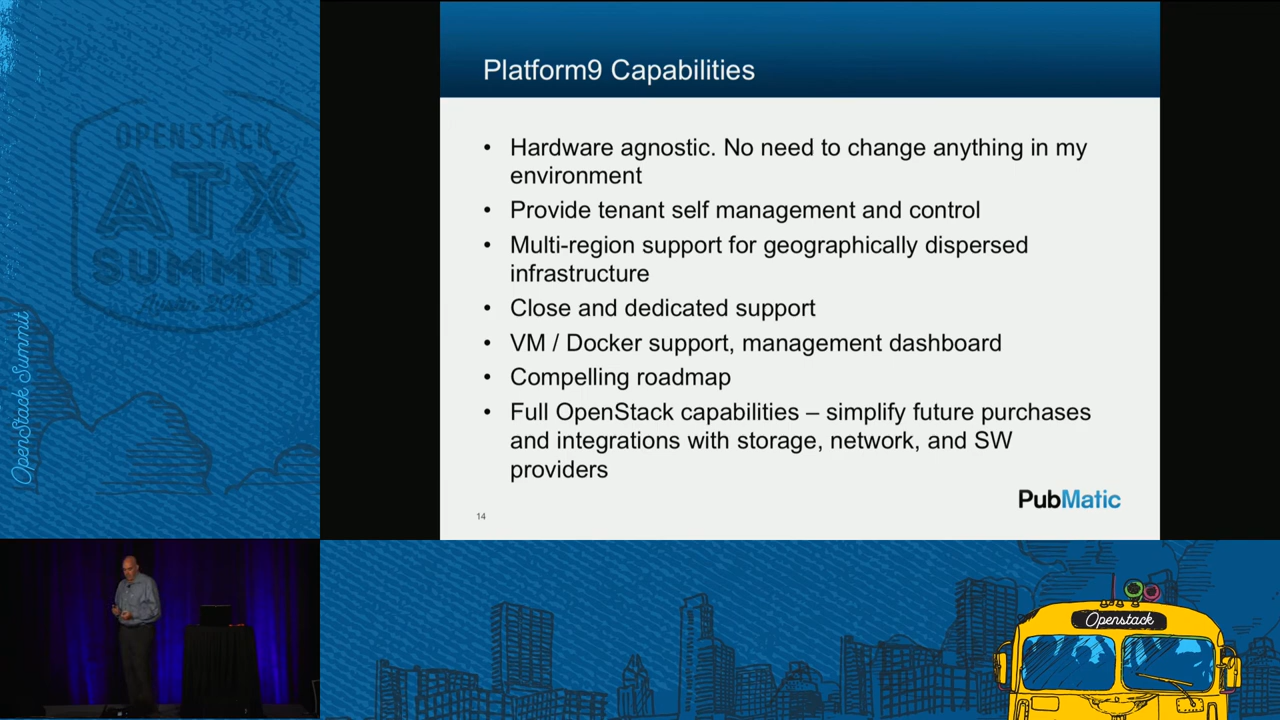 OPENSTACK
ATX
SUMMIT
Austin 2016
OpenStack Summit
Platform9 Capabilities
• Hardware agnostic. No need to change anything in my
environment
• Provide tenant self management and control
• Multi-region support for geographically dispersed
infrastructure
• Close and dedicated support
• VM / Docker support, management dashboard
• Compelling roadmap
• Full OpenStack capabilities – simplify future purchases
and integrations with storage, network, and SW
providers
PubMatic
14
Openstack